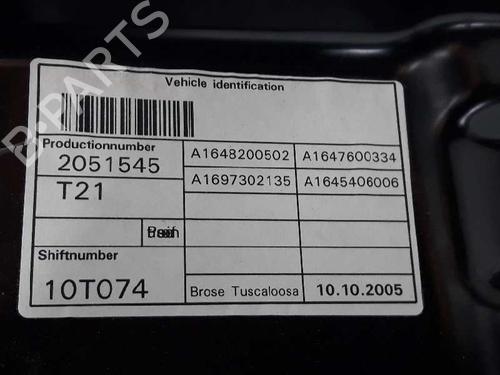 Vehicle identification
Productionnumber
2051545
T21
Shiftnumber
10T074
A1648200502 A1647600334
A1697302135 A1645406006
Brose Tuscaloosa 10.10.2005
B-PARTS